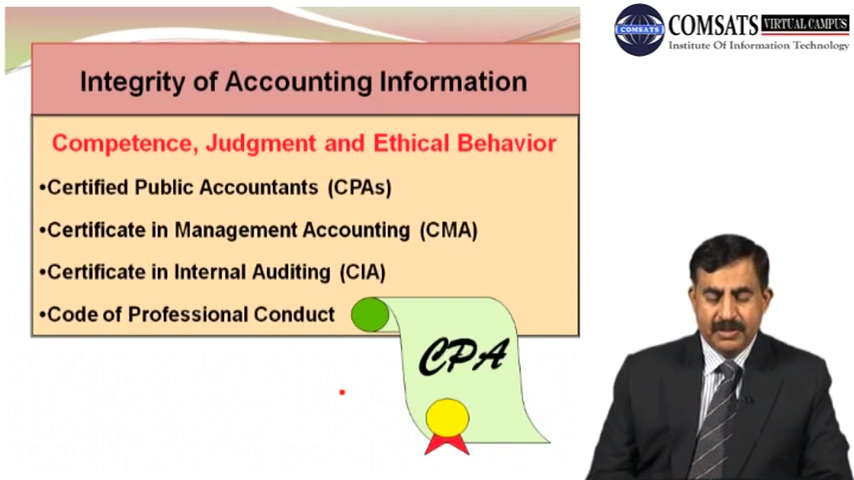 COMSATS VIRTUAL CAMPUS
COMSATS
Institute Of Information Technology
Integrity of Accounting Information
Competence, Judgment and Ethical Behavior
•Certified Public Accountants (CPAs)
•Certificate in Management Accounting (CMA)
•Certificate in Internal Auditing (CIA)
•Code of Professional Conduct
CPA